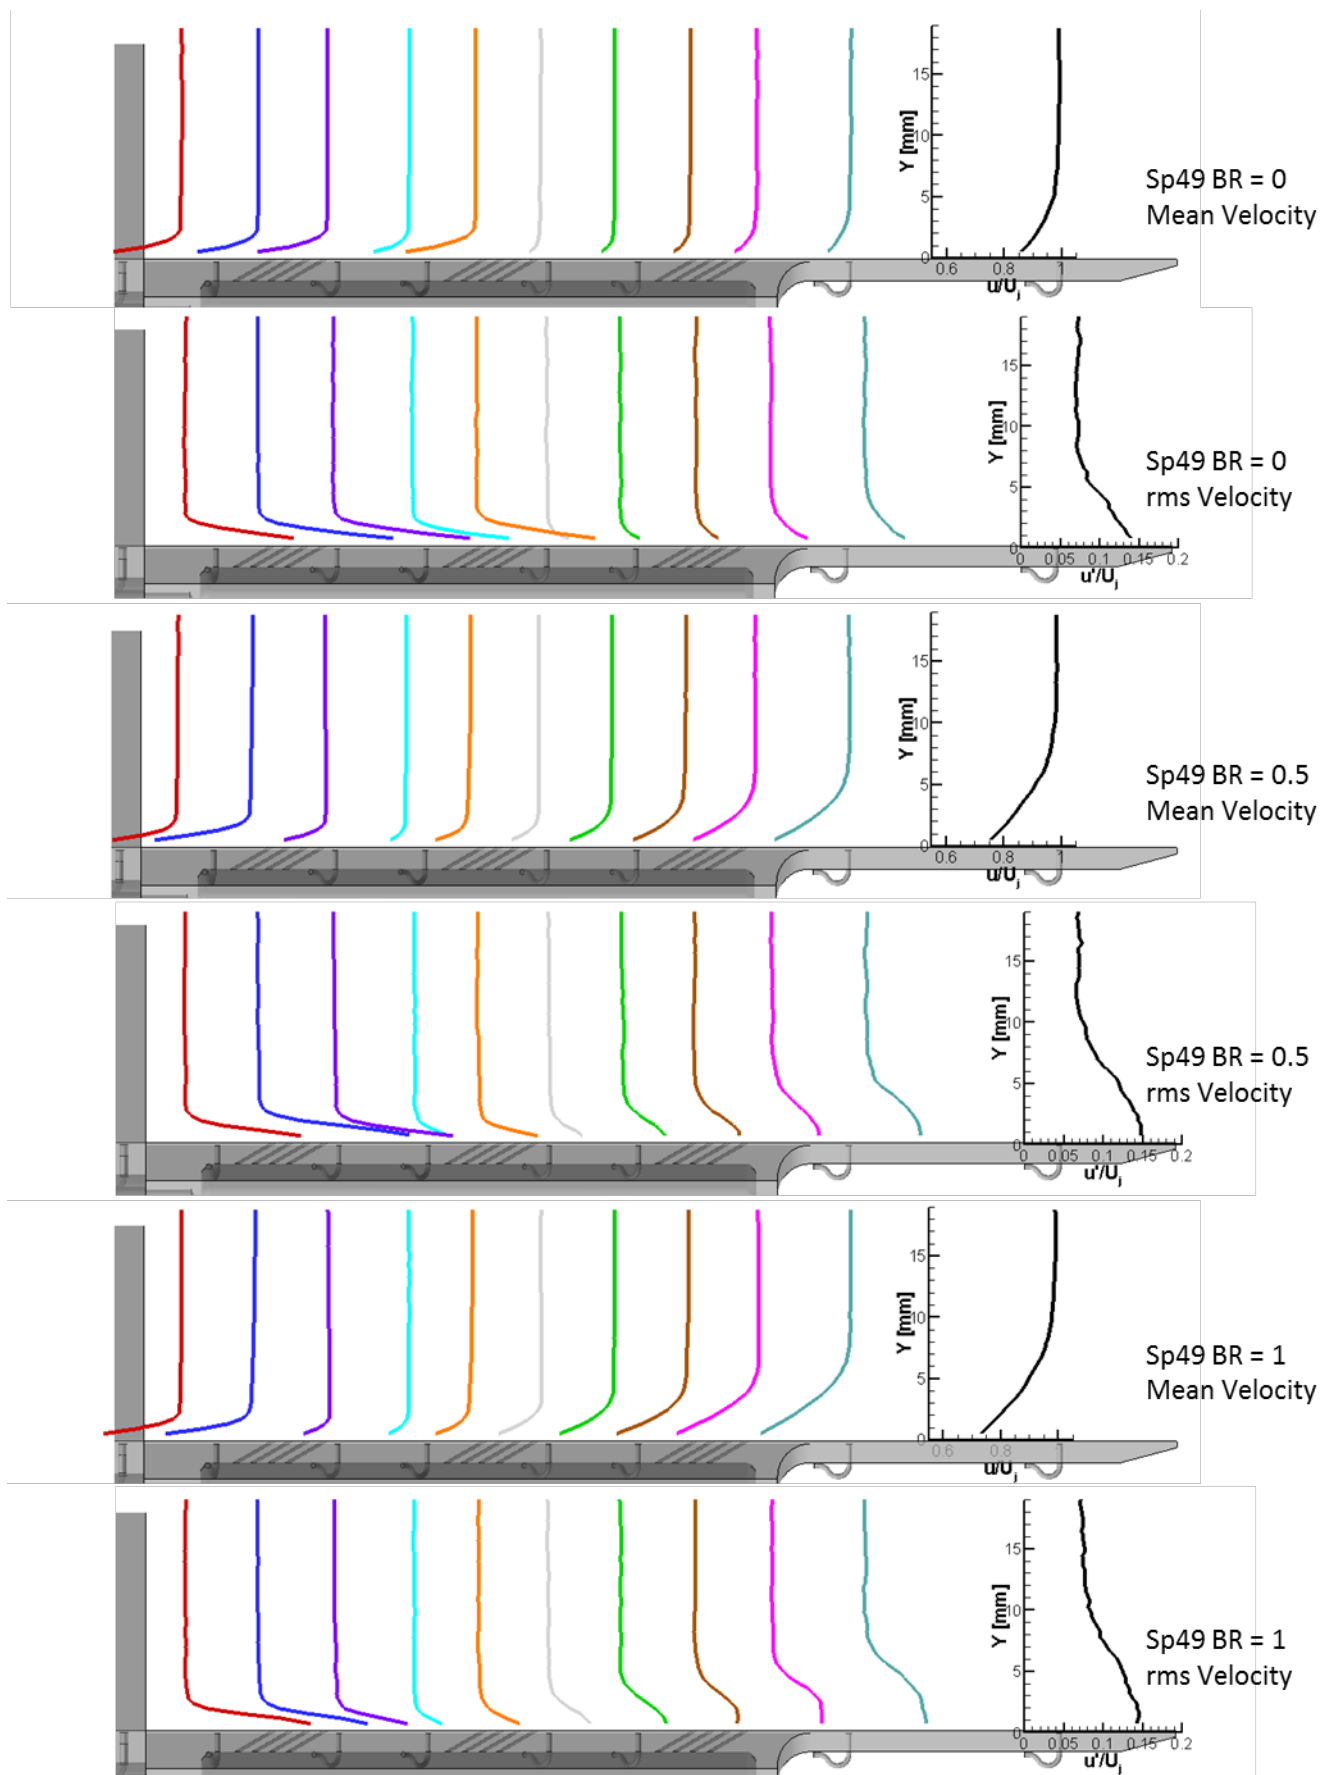 15
10
5
0
Y [mm]
0.6 0.8 1
u/Uj
Sp49 BR = 0
Mean Velocity
15
10
5
0
Y [mm]
0 0.05 0.1 0.15 0.2
u'/Uj
Sp49 BR = 0
rms Velocity
15
10
5
0
Y [mm]
0.6 0.8 1
u/Uj
Sp49 BR = 0.5
Mean Velocity
15
10
5
0
Y [mm]
0 0.05 0.1 0.15 0.2
u'/Uj
Sp49 BR = 0.5
rms Velocity
15
10
5
0
Y [mm]
0.6 0.8 1
u/Uj
Sp49 BR = 1
Mean Velocity
15
10
5
0
Y [mm]
0 0.05 0.1 0.15 0.2
u'/Uj
Sp49 BR = 1
rms Velocity